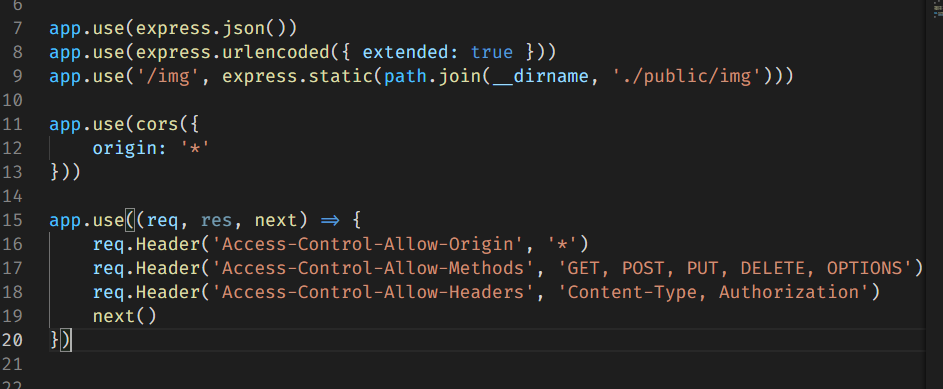 6
7 app.use(express.json())
8 app.use(express.urlencoded({ extended: true }))
9 app.use('/img', express.static(path.join(__dirname, './public/img')))
10
11 app.use(cors({
12     origin: '*'
13 }))
14
15 app.use((req, res, next) => {
16     req.Header('Access-Control-Allow-Origin', '*')
17     req.Header('Access-Control-Allow-Methods', 'GET, POST, PUT, DELETE, OPTIONS')
18     req.Header('Access-Control-Allow-Headers', 'Content-Type, Authorization')
19     next()
20 })
21
22